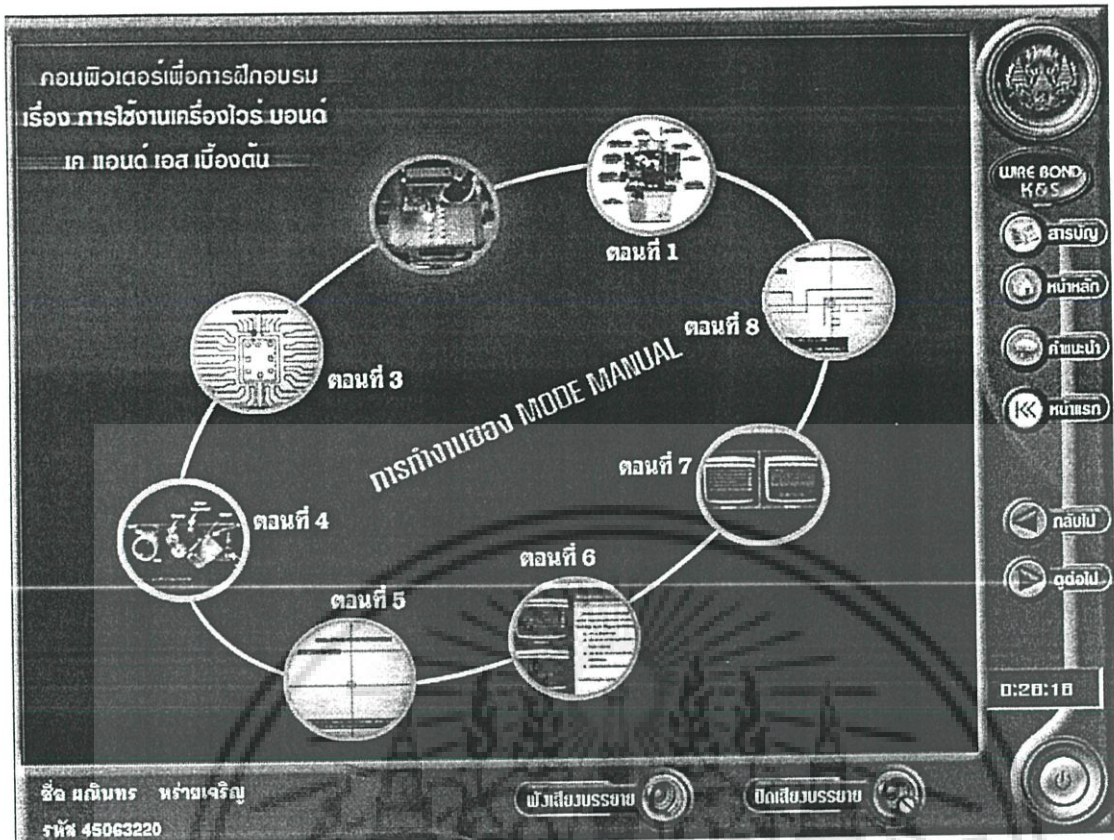 คอมพิวเตอร์เพื่อการฝึกอบรม
เรื่อง การใช้งานเครื่องไวร์ บอนด์
เค แอนด์ เอส เบื้องต้น
ตอนที่ 1
ตอนที่ 8
ตอนที่ 3
การทำงานของ MODE MANUAL
ตอนที่ 7
ตอนที่ 4
ตอนที่ 6
ตอนที่ 5
WIRE BOND
K&S
สารบัญ
หน้าหลัก
คำแนะนำ
หน้าแรก
กลับไป
ดูต่อไป
0:28:18
ชื่อ มณินทร หร่ายเจริญ
รหัส 45063220
ฟังเสียงบรรยาย
ปิดเสียงบรรยาย